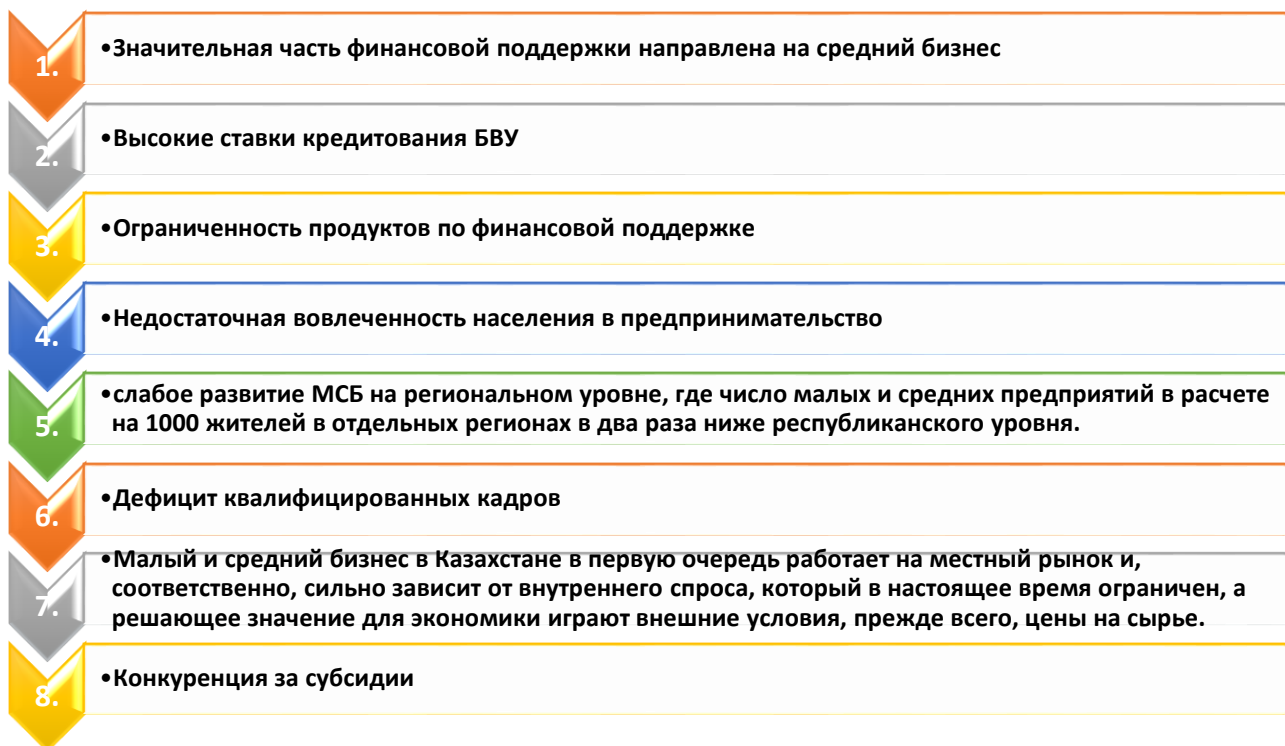 1.
•Значительная часть финансовой поддержки направлена на средний бизнес
2.
•Высокие ставки кредитования БВУ
3.
•Ограниченность продуктов по финансовой поддержке
4.
•Недостаточная вовлеченность населения в предпринимательство
5.
•слабое развитие МСБ на региональном уровне, где число малых и средних предприятий в расчете
на 1000 жителей в отдельных регионах в два раза ниже республиканского уровня.
6.
•Дефицит квалифицированных кадров
7.
•Малый и средний бизнес в Казахстане в первую очередь работает на местный рынок и,
соответственно, сильно зависит от внутреннего спроса, который в настоящее время ограничен, а
решающее значение для экономики играют внешние условия, прежде всего, цены на сырье.
8.
•Конкуренция за субсидии